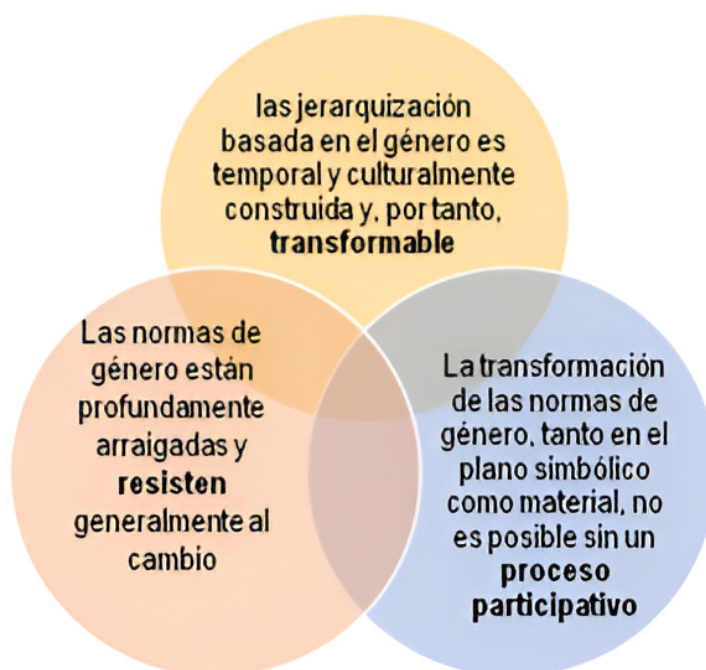 las jerarquización
basada en el género es
temporal y culturalmente
construida y, por tanto,
transformable
Las normas de
género están
profundamente
arraigadas y
resisten
generalmente al
cambio
La transformación
de las normas de
género, tanto en el
plano simbólico
como material, no
es posible sin un
proceso
participativo